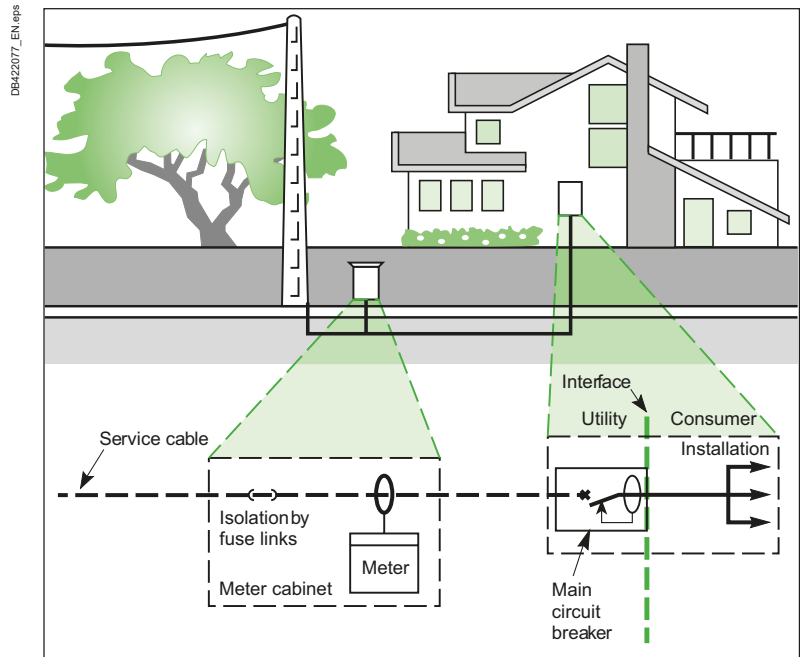 DB422077_EN.eps
Interface
Utility
Consumer
Service cable
Installation
Isolation by
fuse links
Meter
Meter cabinet
Main
circuit
breaker